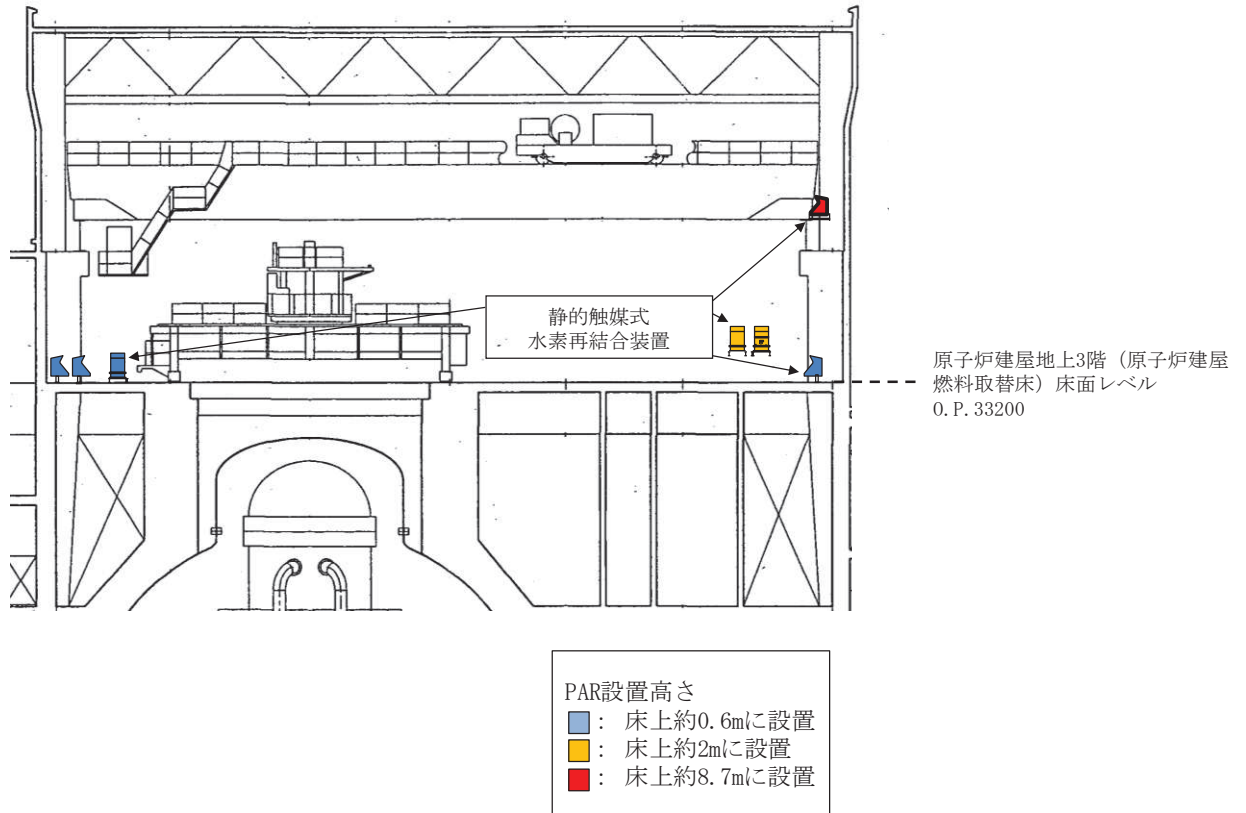 静的触媒式
水素再結合装置
原子炉建屋地上3階 (原子炉建屋
燃料取替床) 床面レベル
O.P.33200
PAR設置高さ
: 床上約0.6mに設置
: 床上約2mに設置
: 床上約8.7mに設置